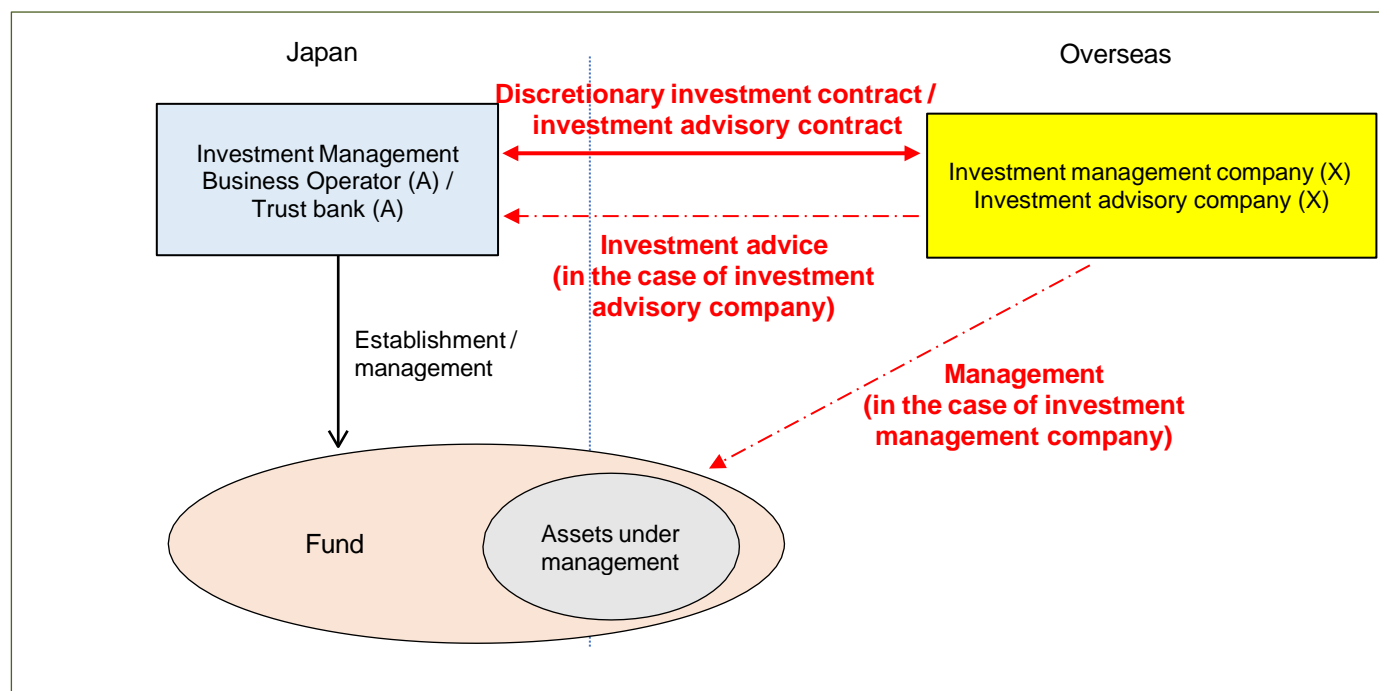 Japan
Overseas
Discretionary investment contract /
investment advisory contract
Investment Management
Business Operator (A) /
Trust bank (A)
Investment management company (X)
Investment advisory company (X)
Investment advice
(in the case of investment
advisory company)
Establishment /
management
Management
(in the case of investment
management company)
Fund
Assets under
management